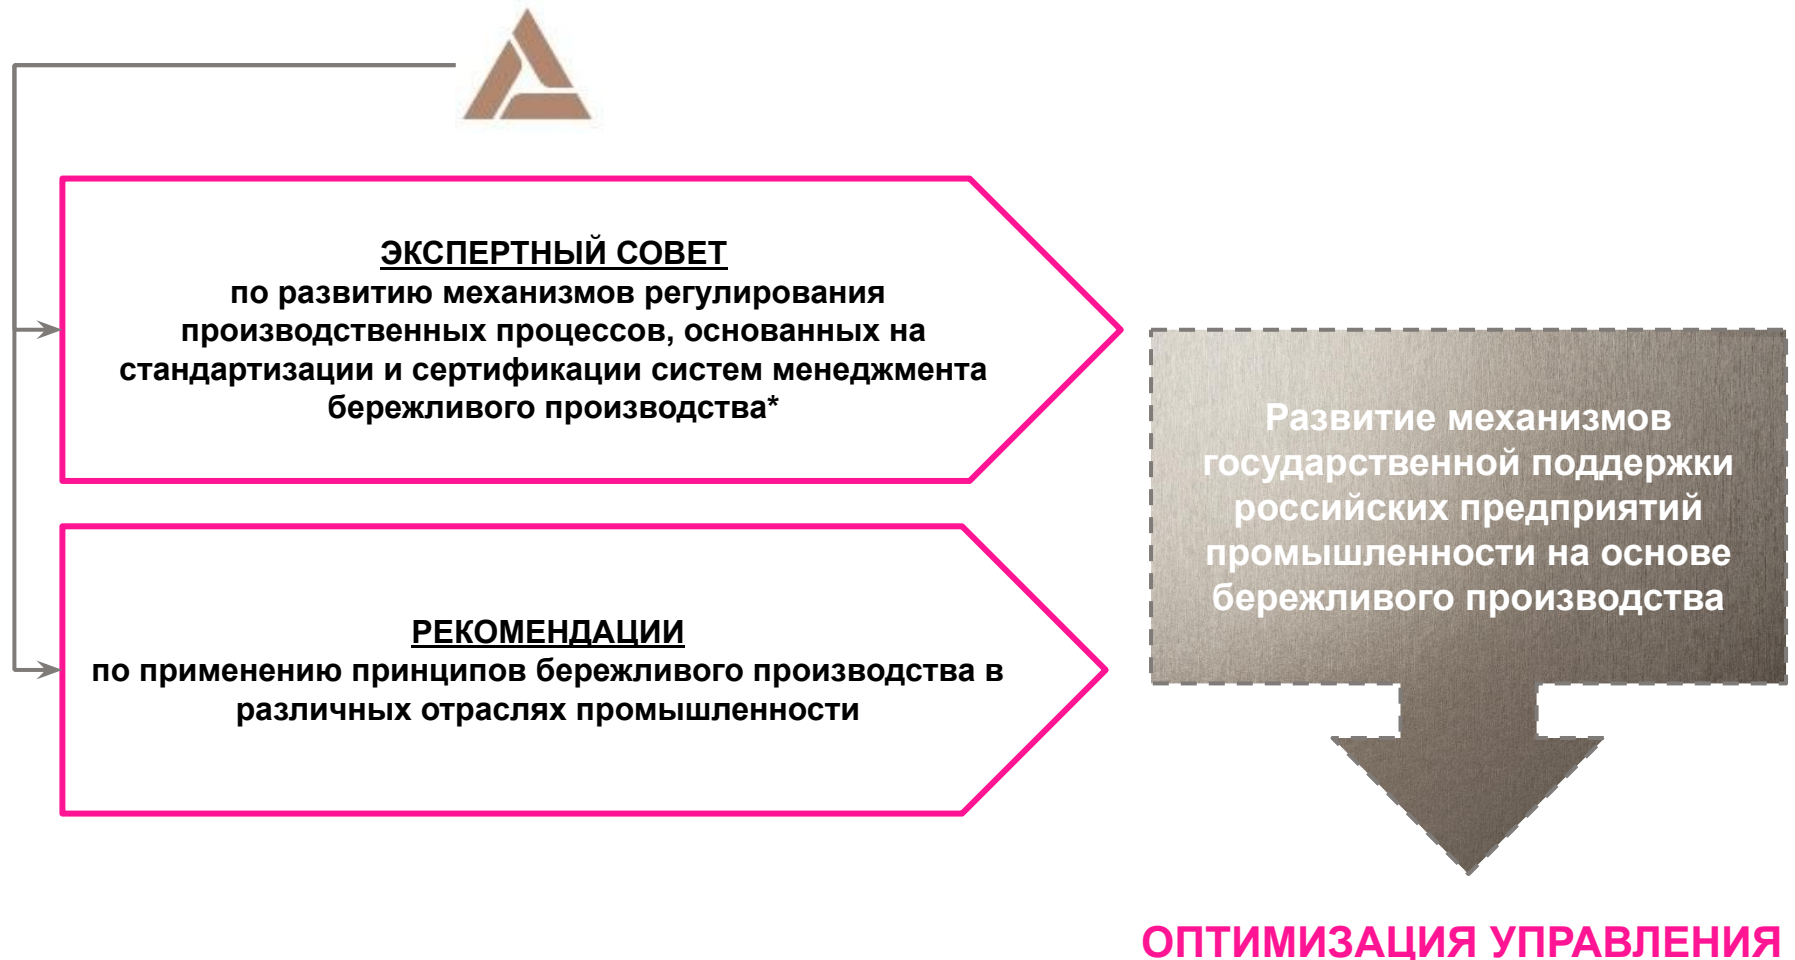 ЭКСПЕРТНЫЙ СОВЕТ
по развитию механизмов регулирования
производственных процессов, основанных на
стандартизации и сертификации систем менеджмента
бережливого производства*
РЕКОМЕНДАЦИИ
по применению принципов бережливого производства в
различных отраслях промышленности
Развитие механизмов
государственной поддержки
российских предприятий
промышленности на основе
бережливого производства
ОПТИМИЗАЦИЯ УПРАВЛЕНИЯ